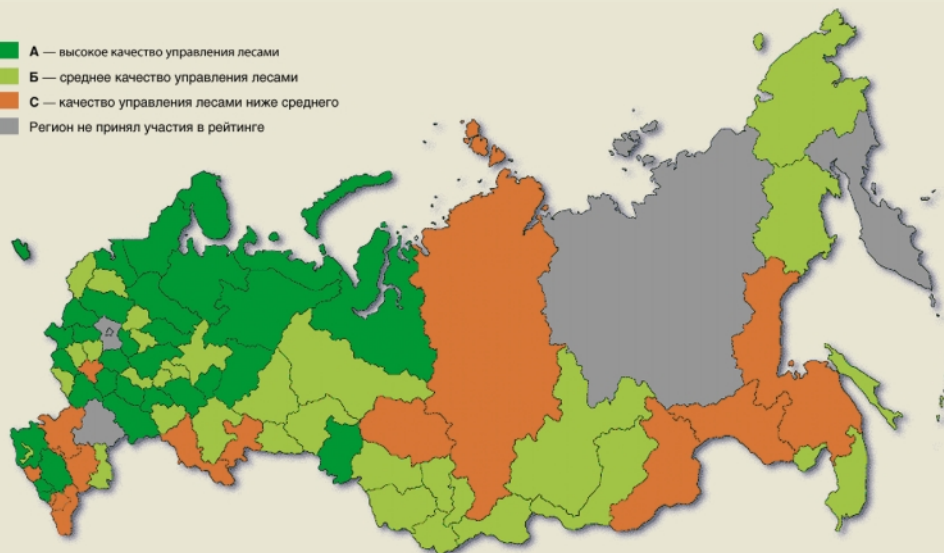 А — высокое качество управления лесами
Б — среднее качество управления лесами
С — качество управления лесами ниже среднего
Регион не принял участия в рейтинге